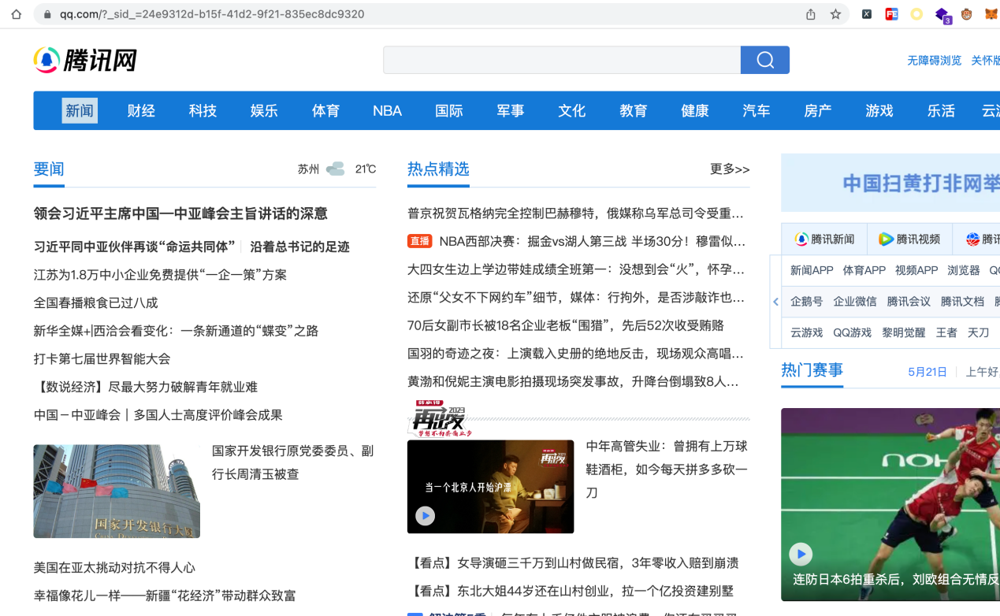 qq.com/?_sid_=24e9312d-b15f-41d2-9f21-835ec8dc9320
3
腾讯网
无障碍浏览 关怀版
新闻 财经 科技 娱乐 体育 NBA 国际 军事 文化 教育 健康 汽车 房产 游戏 乐活
要闻
苏州 21℃
领会习近平主席中国—中亚峰会主旨讲话的深意
习近平同中亚伙伴再谈“命运共同体” 沿着总书记的足迹
江苏为1.8万中小企业免费提供“一企一策”方案
全国春播粮食已过八成
新华全媒+|西洽会看变化：一条新通道的“蝶变”之路
打卡第七届世界智能大会
【数说经济】尽最大努力破解青年就业难
中国－中亚峰会｜多国人士高度评价峰会成果
国家开发银行大厦
国家开发银行原党委委员、副
行长周清玉被查
美国在亚太挑动对抗不得人心
幸福像花儿一样——新疆“花经济”带动群众致富
热点精选
更多>>
普京祝贺瓦格纳完全控制巴赫穆特，俄媒称乌军总司令受重…
直播 NBA西部决赛：掘金vs湖人第三战 半场30分！穆雷似…
大四女生边上学边带娃成绩全班第一：没想到会“火”，怀孕…
还原“父女不下网约车”细节，媒体：行拘外，是否涉敲诈也…
70后女副市长被18名企业老板“围猎”，先后52次收受贿赂
国羽的奇迹之夜：上演载入史册的绝地反击，现场观众高唱…
黄渤和倪妮主演电影拍摄现场突发事故，升降台倒塌致8人…
再出发 2023
再出发
当一个北京人开始沪漂
中年高管失业：曾拥有上万球
鞋酒柜，如今每天拼多多砍一
刀
【看点】女导演砸三千万到山村做民宿，3年零收入赔到崩溃
【看点】东北大姐44岁还在山村创业，拉一个亿投资建别墅
中国扫黄打非网举
腾讯新闻 腾讯视频 腾讯
新闻APP 体育APP 视频APP 浏览器
企鹅号 企业微信 腾讯会议 腾讯文档
云游戏 QQ游戏 黎明觉醒 王者 天刀
热门赛事
5月21日 上午好
连防日本6拍重杀后，刘欧组合无情反